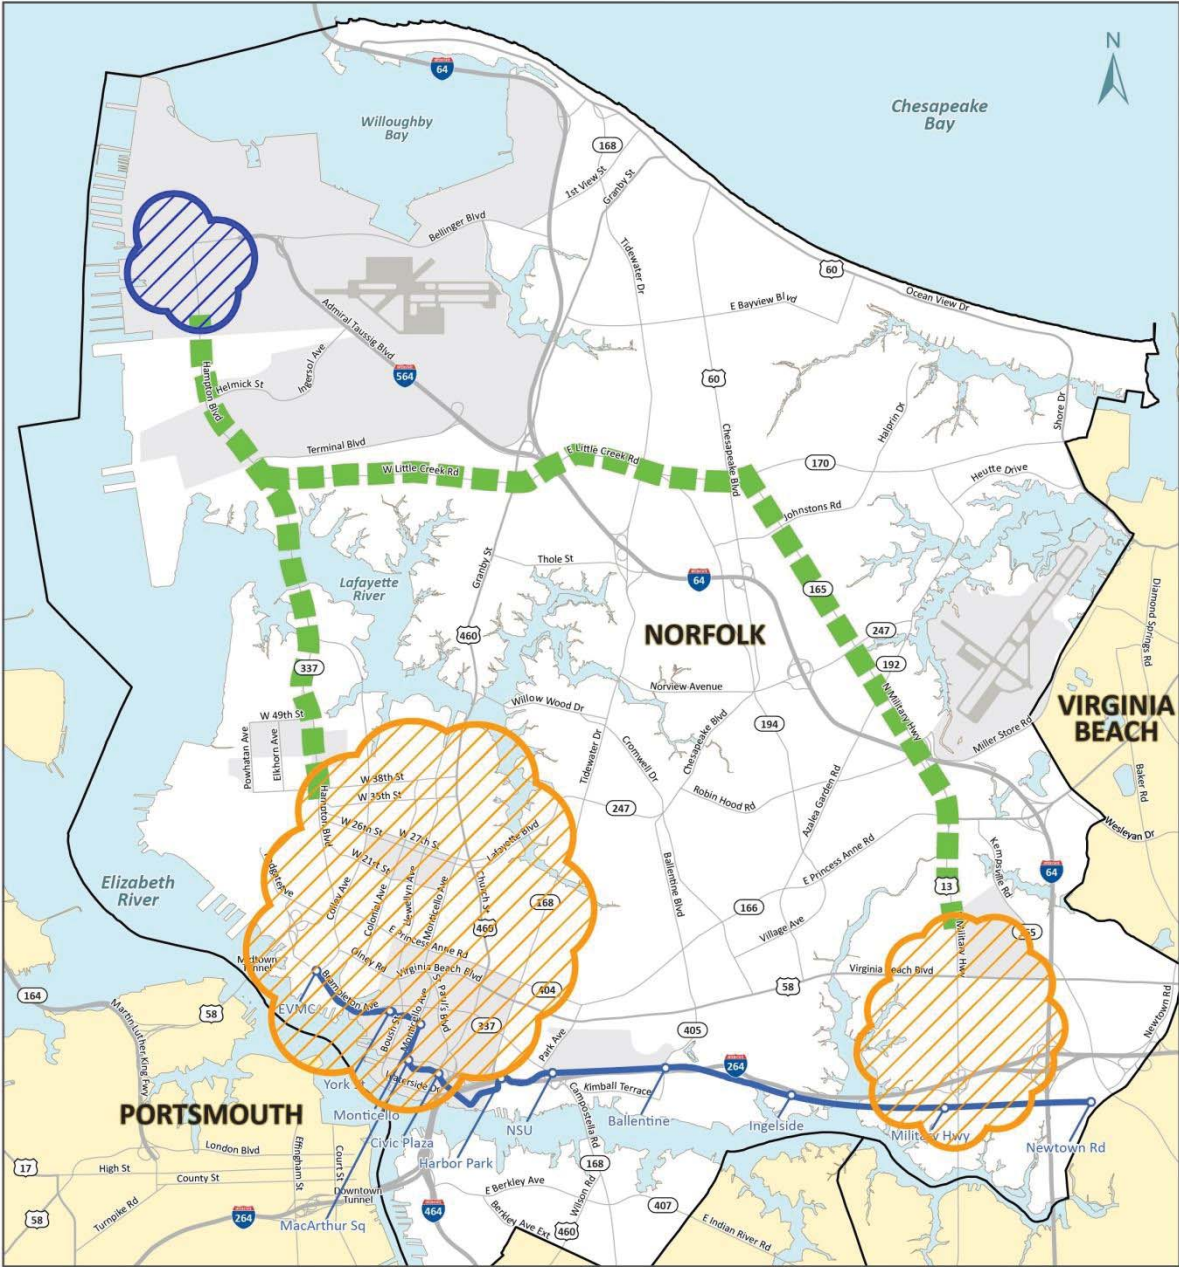 N
64
Chesapeake
Bay
Willoughby
Bay
168
1st View St
Granby St
Bellinger Blvd
Tidewater Dr
60
Ocean View Dr
E Bayview Blvd
Admiral Taussig Blvd
564
Ingersol Ave
Helmick St
Hampton Blvd
60
Shore Dr
Halprin Dr
Terminal Blvd
W Little Creek Rd
E Little Creek Rd
Chesapeake Blvd
170
Heutte Drive
Johnstons Rd
Thole St
Granby St
Lafayette
River
64
165
Diamond Springs Rd
460
NORFOLK
247
192
337
Norview Avenue
N Military Hwy
Willow Wood Dr
VIRGINIA
BEACH
W 49th St
Powhatan Ave
Elkhorn Ave
194
Miller Store Rd
Tidewater Dr
Cromwell Dr
Chesapeake Blvd
W 38th St
W 35th St
Hampton Blvd
Robin Hood Rd
Azalea Garden Rd
Baker Rd
247
W 26th St
W 27th St
Lafayette Blvd
Wesleyan Dr
W 21st St
E Princess Anne Rd
Kempsville Rd
64
Elizabeth
River
Colley Ave
Colonial Ave
Llewellyn Ave
Monticello Ave
Church St
Ballentine Blvd
13
168
166
460
Village Ave
Military Hwy
E Princess Anne Rd
Olney Rd
Midtown
Tunnel
Virginia Beach Blvd
Virginia Beach Blvd
164
58
404
58
Newtown Rd
Martin Luther King Fwy
EVMC
Brambleton Ave
Boush St
Monticello Ave
St Paul's Blvd
337
Park Ave
405
264
York St
Waterside Dr
Kimball Terrace
PORTSMOUTH
Monticello
NSU
Campostella Rd
Ballentine
Ingelside
Military Hwy
Newtown Rd
Civic Plaza
Harbor Park
London Blvd
Effingham St
Court St
17
High St
County St
168
Downtown
Tunnel
E Berkley Ave
Wilson Rd
58
Turnpike Rd
264
MacArthur Sq
464
Berkley Ave Ext
460
407
E Indian River Rd